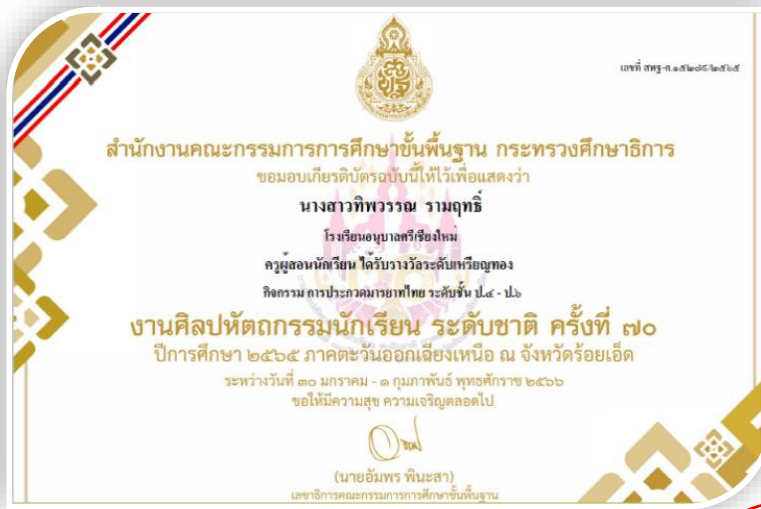 สำนักงานคณะกรรมการการศึกษาขั้นพื้นฐาน กระทรวงศึกษาธิการ
ขอมอบเกียรติบัตรฉบับนี้ให้ไว้เพื่อแสดงว่า
นางสาวทิพวรรณ รามฤทธิ์
โรงเรียนอนุบาลศรีเชียงใหม่
ครูผู้สอนนักเรียน ได้รับรางวัลระดับเหรียญทอง
กิจกรรม การประกวดมารยาทไทย ระดับชั้น ป.๔ - ป.๖
งานศิลปหัตถกรรมนักเรียน ระดับชาติ ครั้งที่ ๗๐
ปีการศึกษา ๒๕๖๕ ภาคตะวันออกเฉียงเหนือ ณ จังหวัดร้อยเอ็ด
ระหว่างวันที่ ๓๐ มกราคม - ๑ กุมภาพันธ์ พุทธศักราช ๒๕๖๖
ขอให้มีความสุข ความเจริญตลอดไป
(นายอัมพร พินะสา)
เลขาธิการคณะกรรมการการศึกษาขั้นพื้นฐาน